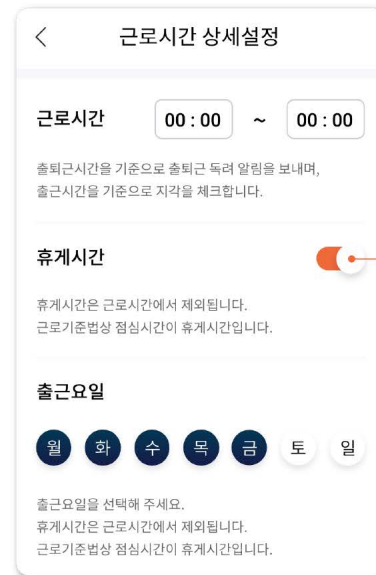 근로시간 상세설정
근로시간 00 : 00 ~ 00 : 00
출퇴근시간을 기준으로 출퇴근 독려 알림을 보내며,
출근시간을 기준으로 지각을 체크합니다.
휴게시간
휴게시간은 근로시간에서 제외됩니다.
근로기준법상 점심시간이 휴게시간입니다.
출근요일
월 화 수 목 금 토 일
출근요일을 선택해 주세요.
휴게시간은 근로시간에서 제외됩니다.
근로기준법상 점심시간이 휴게시간입니다.